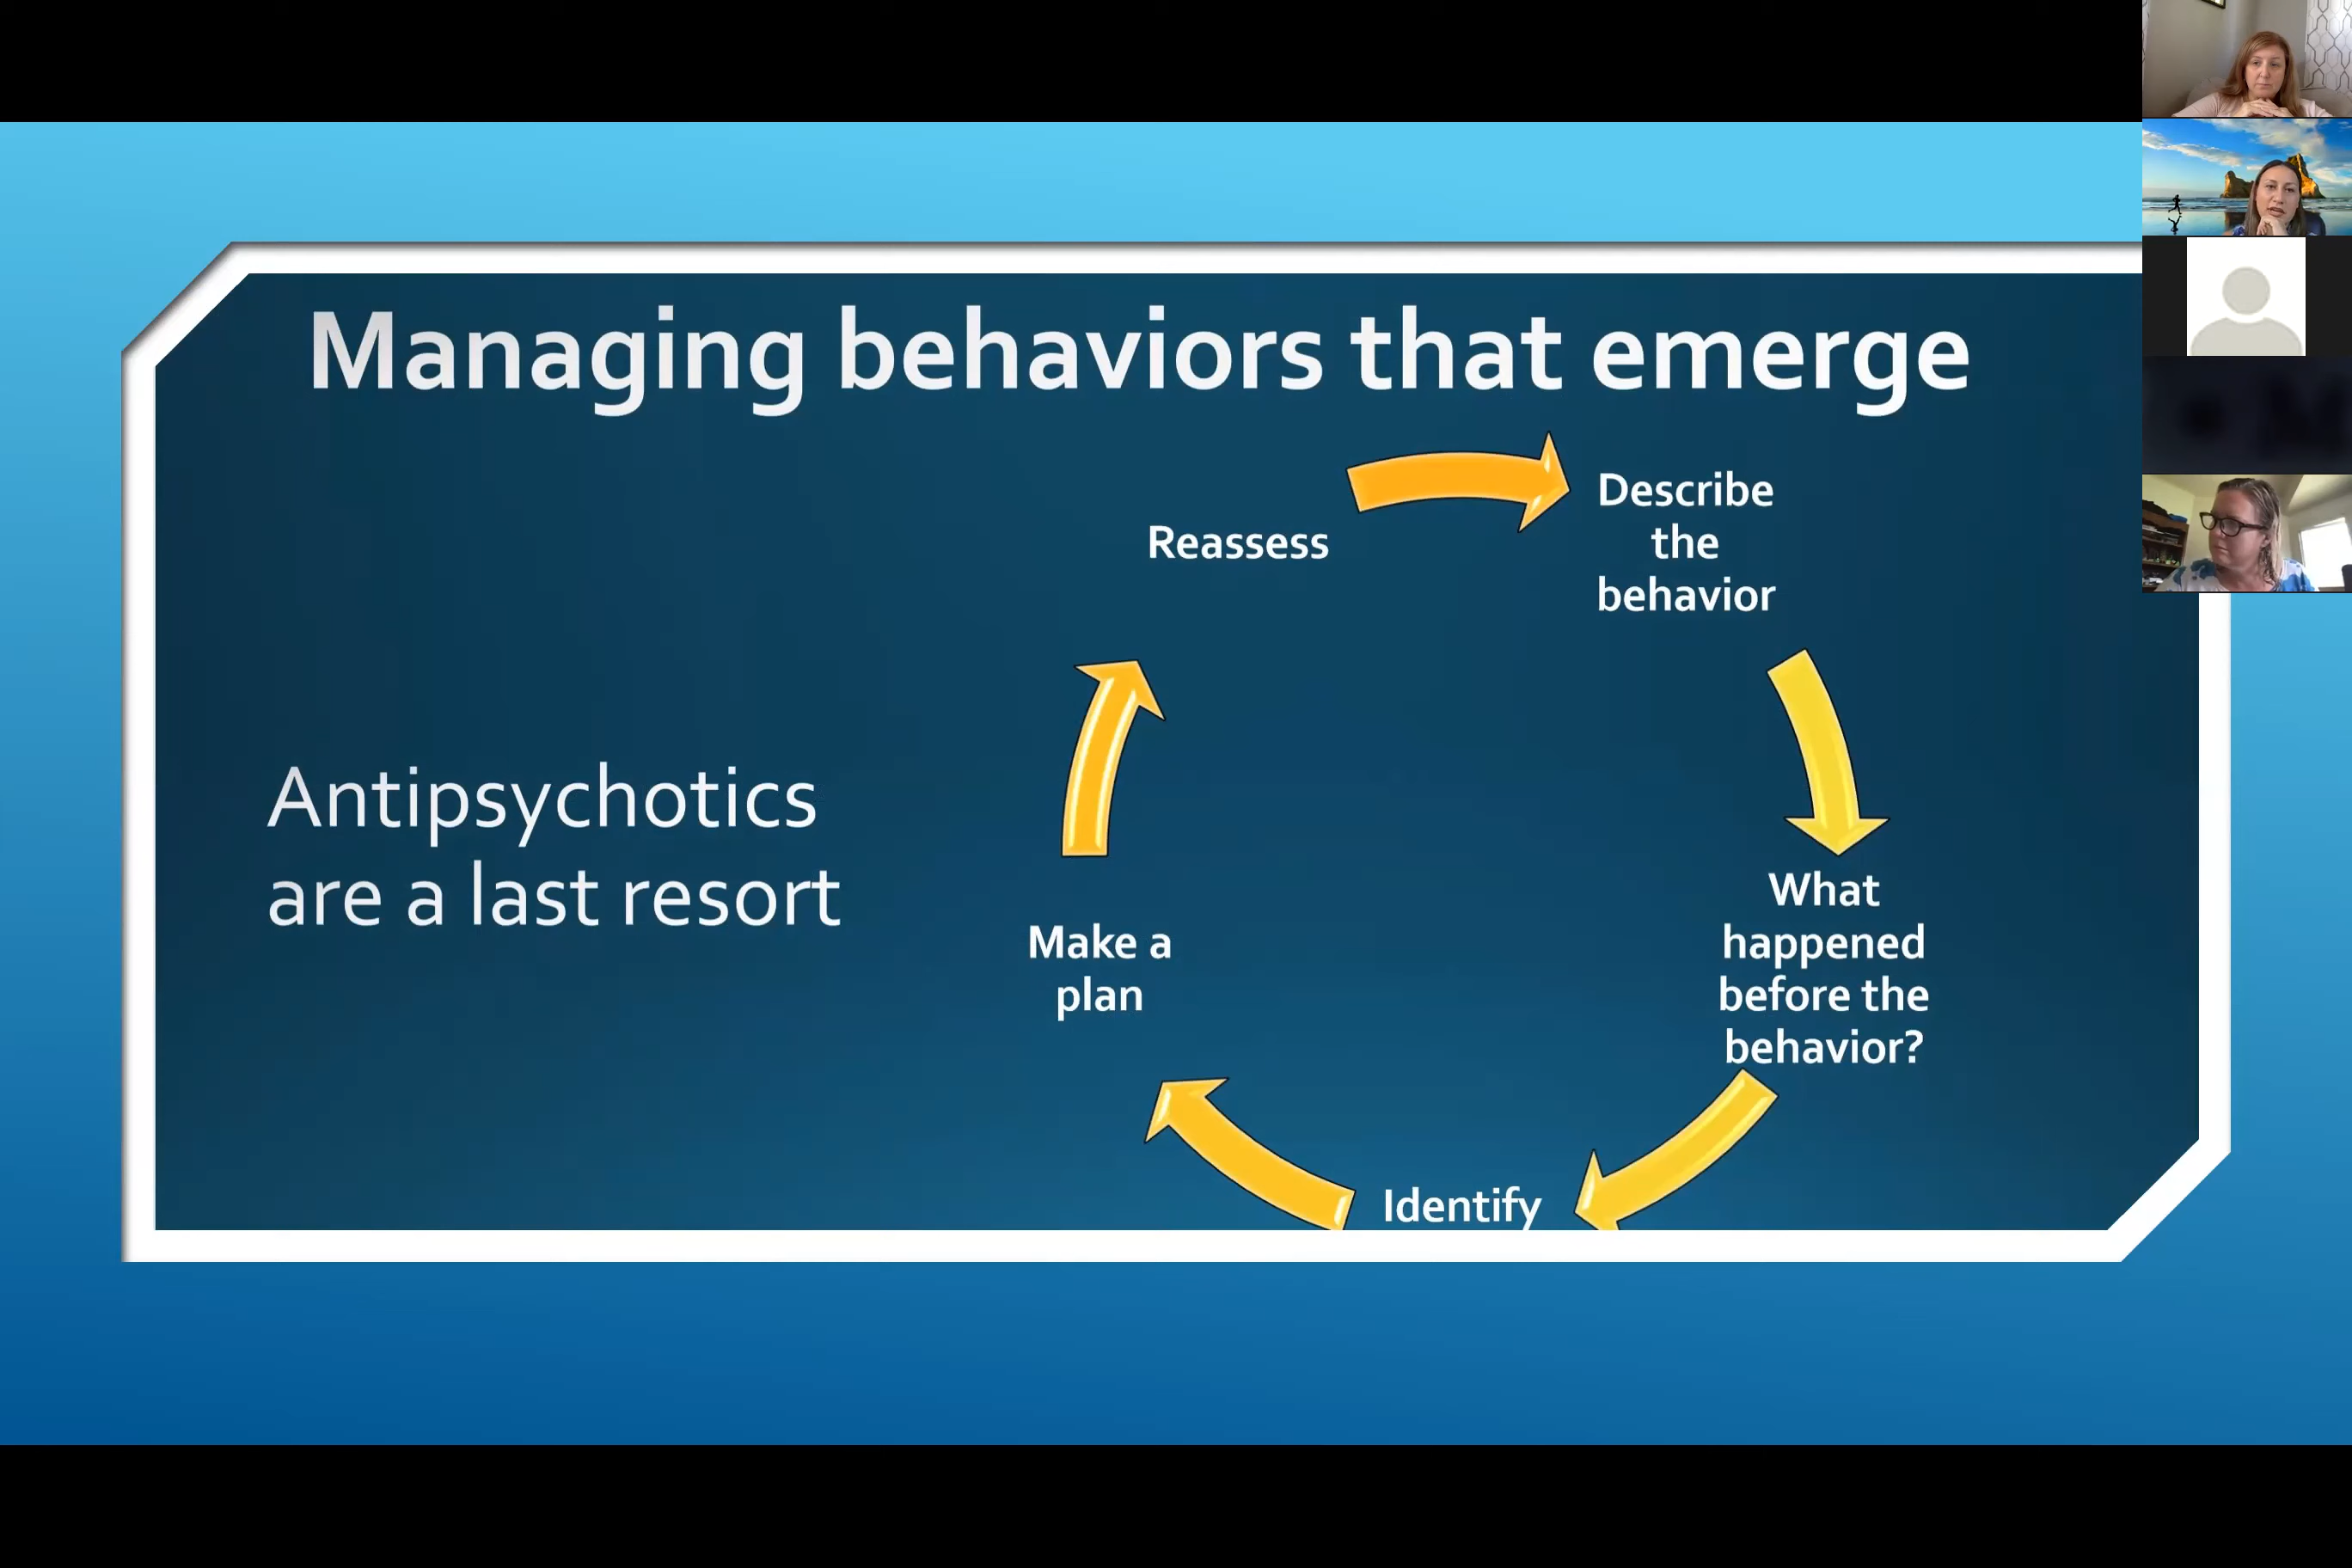 Managing behaviors that emerge
Antipsychotics
are a last resort
Describe
the
behavior
What
happened
before the
behavior?
Identify
Make a
plan
Reassess